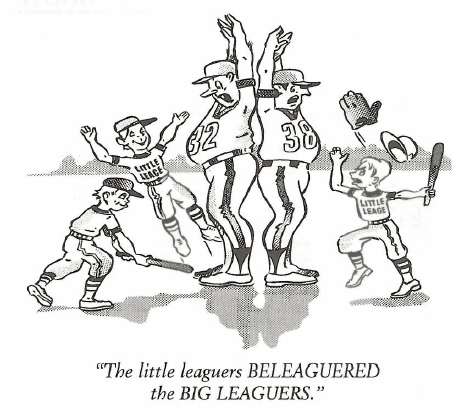 32
38
LITTLE
LEAGE
LITTLE
LEAGE
“The little leaguers BELEAGUERED
the BIG LEAGUERS.”